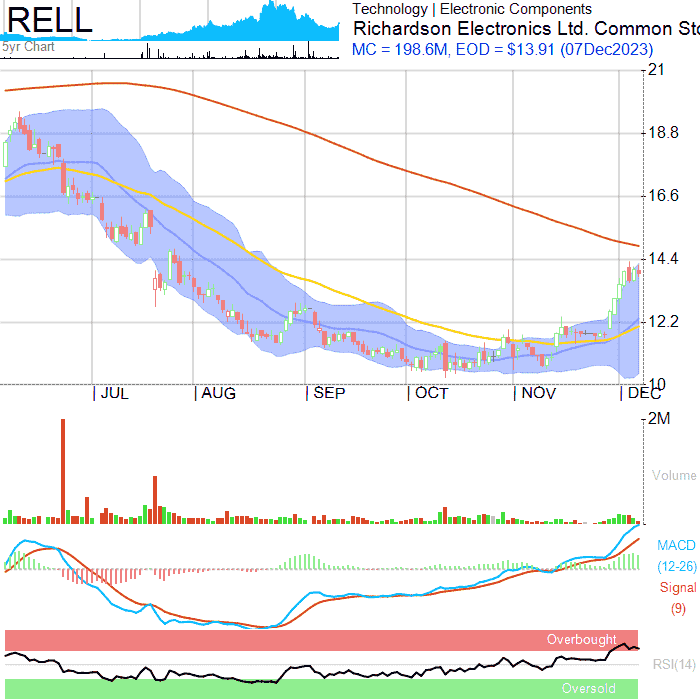 RELL
5yr Chart
Technology | Electronic Components
Richardson Electronics Ltd. Common Sto
MC = 198.6M, EOD = $13.91 (07Dec2023)
21
18.8
16.6
14.4
12.2
10
JUL AUG SEP OCT NOV DEC
2M
Volume
MACD
(12-26)
Signal
(9)
Overbought
RSI(14)
Oversold